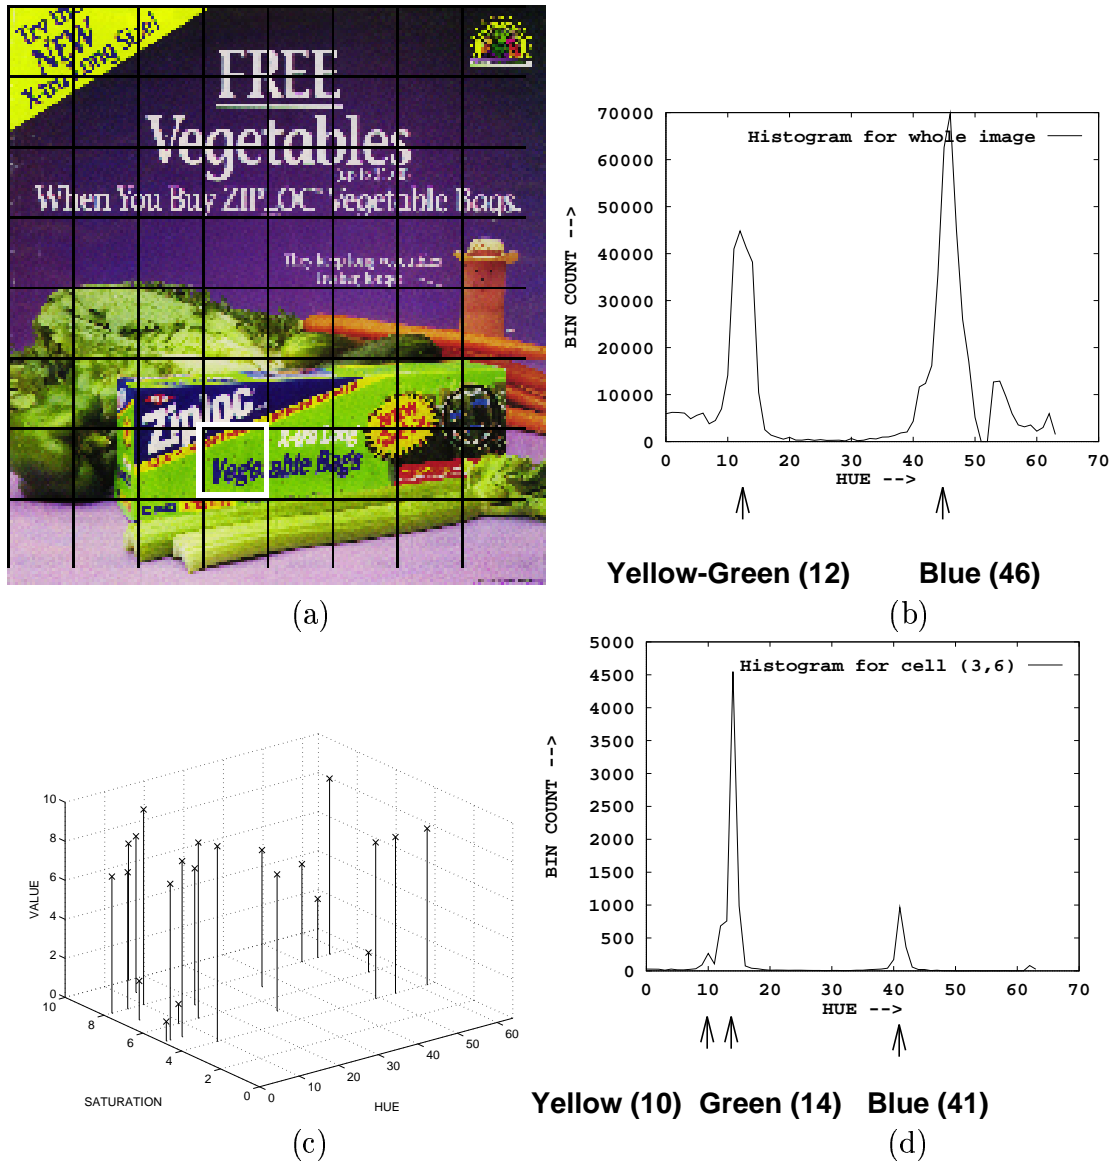 Try the
NEW
X-tra Long Size!
FREE
Vegetables
When You Buy ZIPLOC Vegetable Bags.
Ziploc
X-tra Long
Vegetable Bags
(a)
70000
60000
50000
40000
30000
20000
10000
0
BIN COUNT -->
Histogram for whole image
0 10 20 30 40 50 60 70
HUE -->
Yellow-Green (12) Blue (46)
(b)
10
8
6
4
2
0
VALUE
10 8 6 4 2 0
SATURATION
0 10 20 30 40 50 60
HUE
(c)
5000
4500
4000
3500
3000
2500
2000
1500
1000
500
0
BIN COUNT -->
Histogram for cell (3,6)
0 10 20 30 40 50 60 70
HUE -->
Yellow (10) Green (14) Blue (41)
(d)